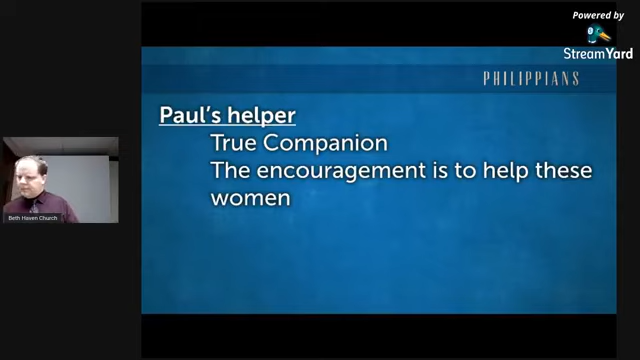 Powered by
StreamYard
PHILIPPIANS
Paul's helper
True Companion
The encouragement is to help these
women
Beth Haven Church